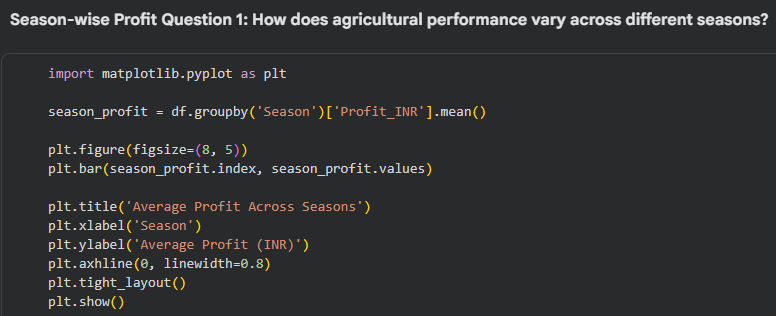 Season-wise Profit Question 1: How does agricultural performance vary across different seasons?
import matplotlib.pyplot as plt
season_profit = df.groupby('Season')['Profit_INR'].mean()
plt.figure(figsize=(8, 5))
plt.bar(season_profit.index, season_profit.values)
plt.title('Average Profit Across Seasons')
plt.xlabel('Season')
plt.ylabel('Average Profit (INR)')
plt.axhline(0, linewidth=0.8)
plt.tight_layout()
plt.show()